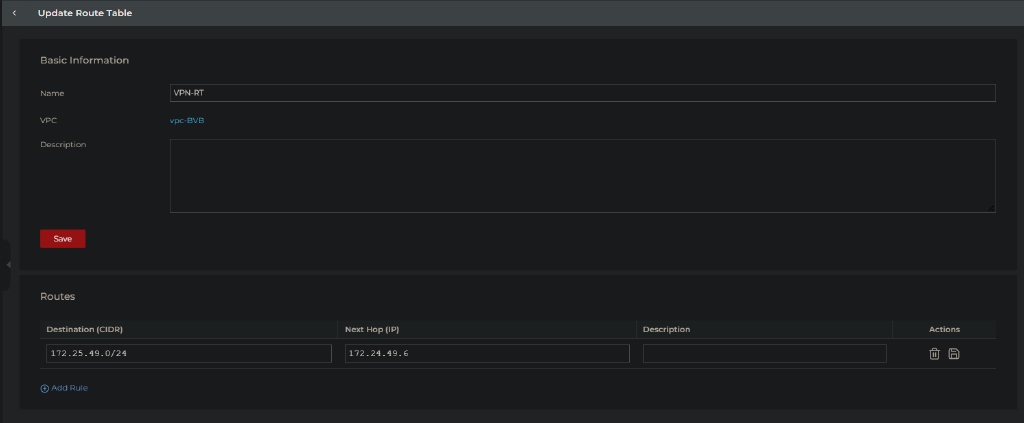 Update Route Table
Basic Information
Name VPN-RT
VPC vpc-BVB
Description
Save
Routes
Destination (CIDR) Next Hop (IP) Description Actions
172.25.49.0/24 172.24.49.6
Add Rule